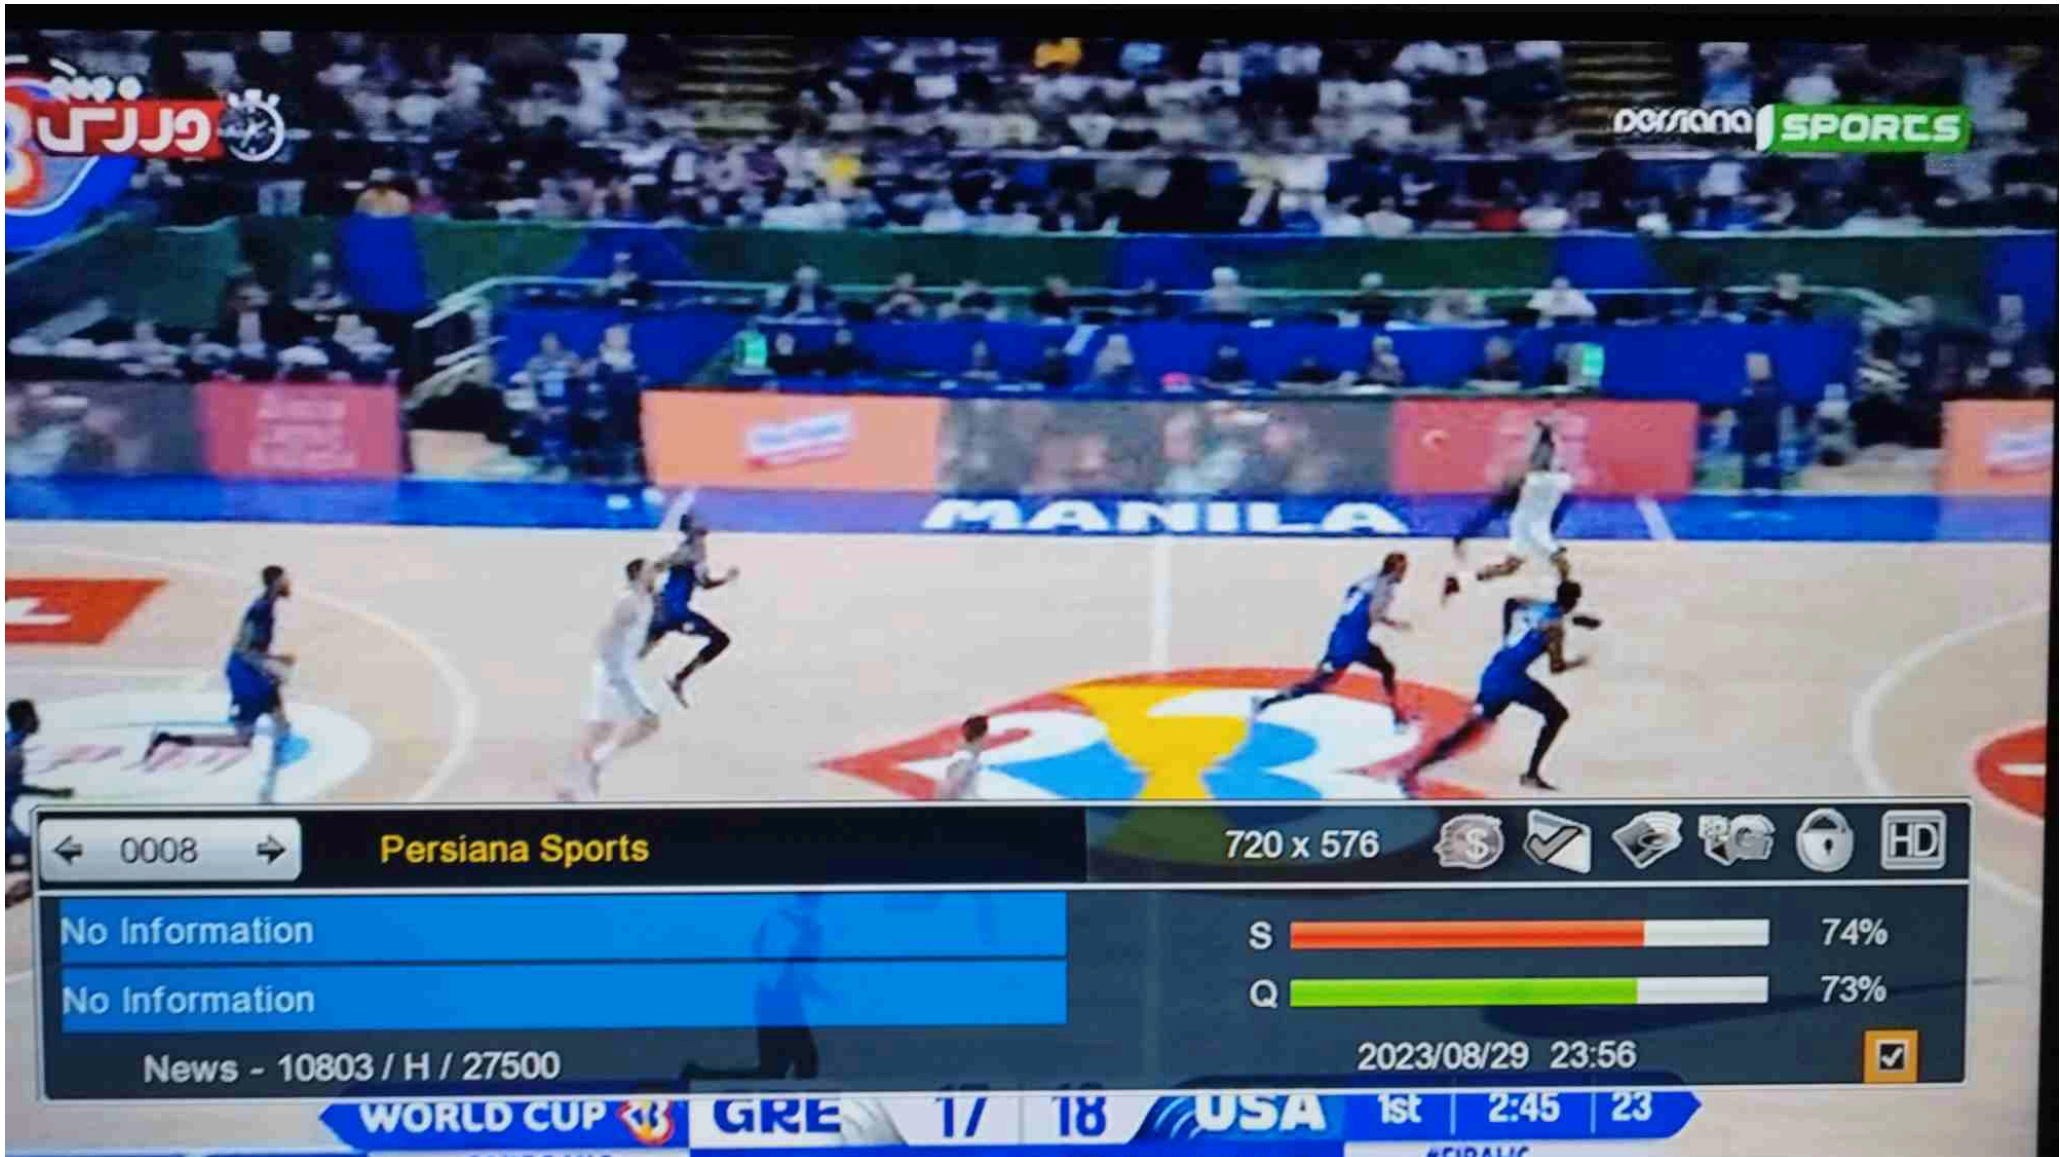 ورزش
persiana SPORTS
MANILA
0008
Persiana Sports
720 x 576
HD
No Information
S 74%
No Information
Q 73%
News - 10803 / H / 27500
2023/08/29 23:56
WORLD CUP GRE 17 18 USA 1st 2:45 23